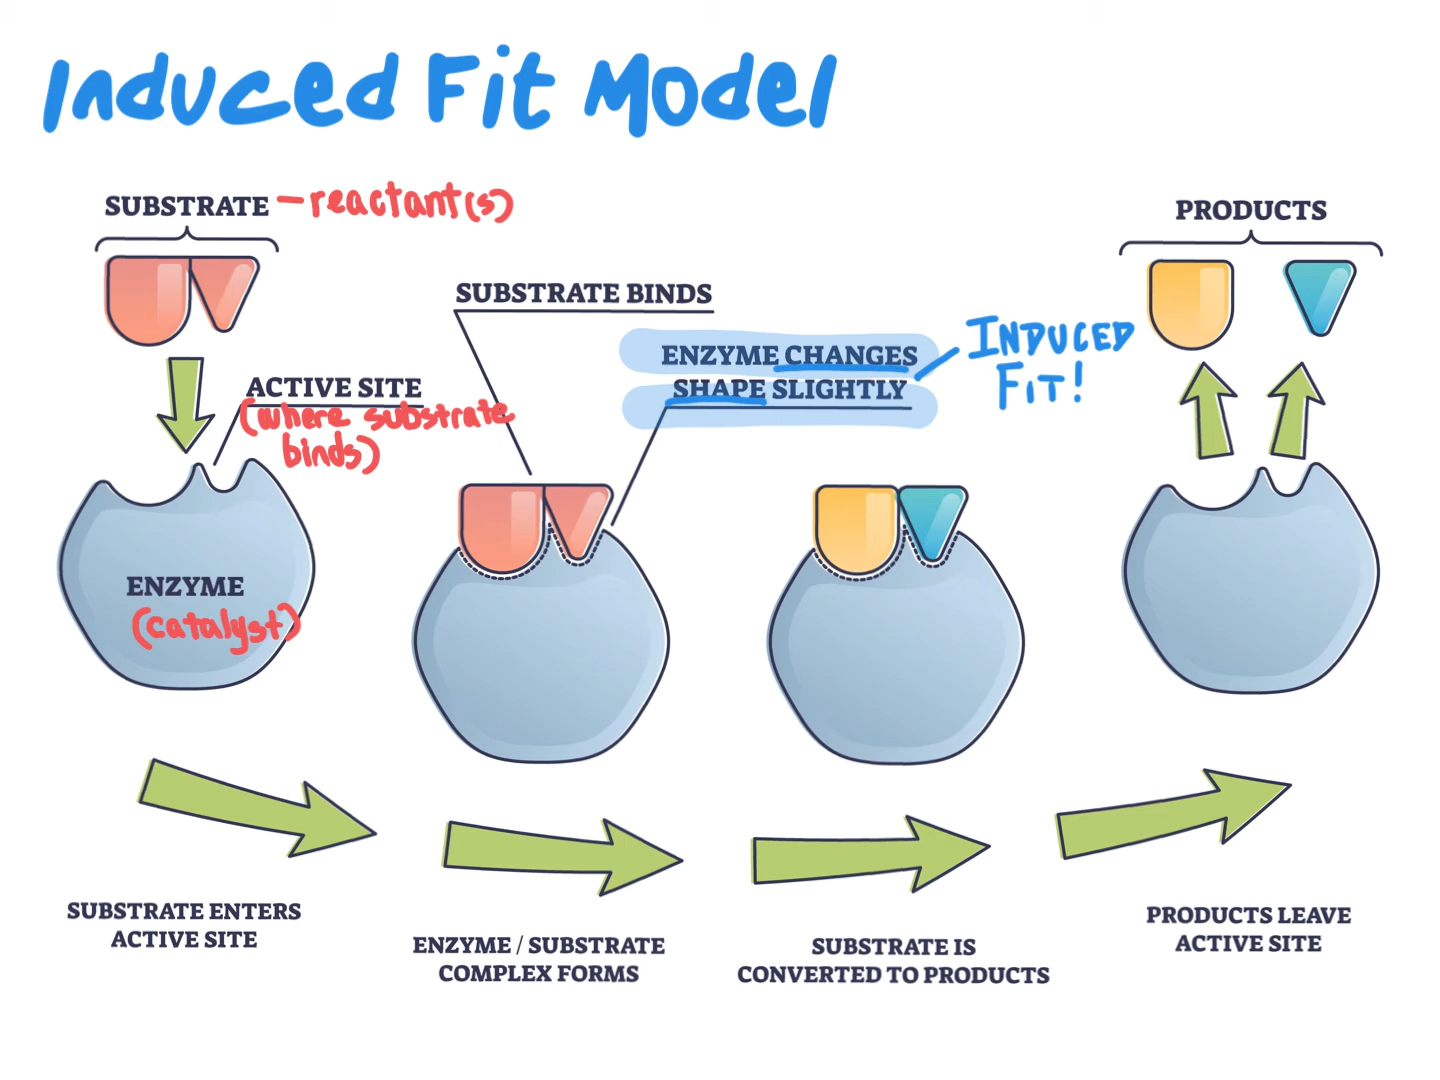 Induced Fit Model
SUBSTRATE - reactant(s)
ACTIVE SITE
(where substrate
binds)
ENZYME
(catalyst)
SUBSTRATE BINDS
ENZYME CHANGES
SHAPE SLIGHTLY
INDUCED
FIT!
PRODUCTS
SUBSTRATE ENTERS
ACTIVE SITE
ENZYME / SUBSTRATE
COMPLEX FORMS
SUBSTRATE IS
CONVERTED TO PRODUCTS
PRODUCTS LEAVE
ACTIVE SITE